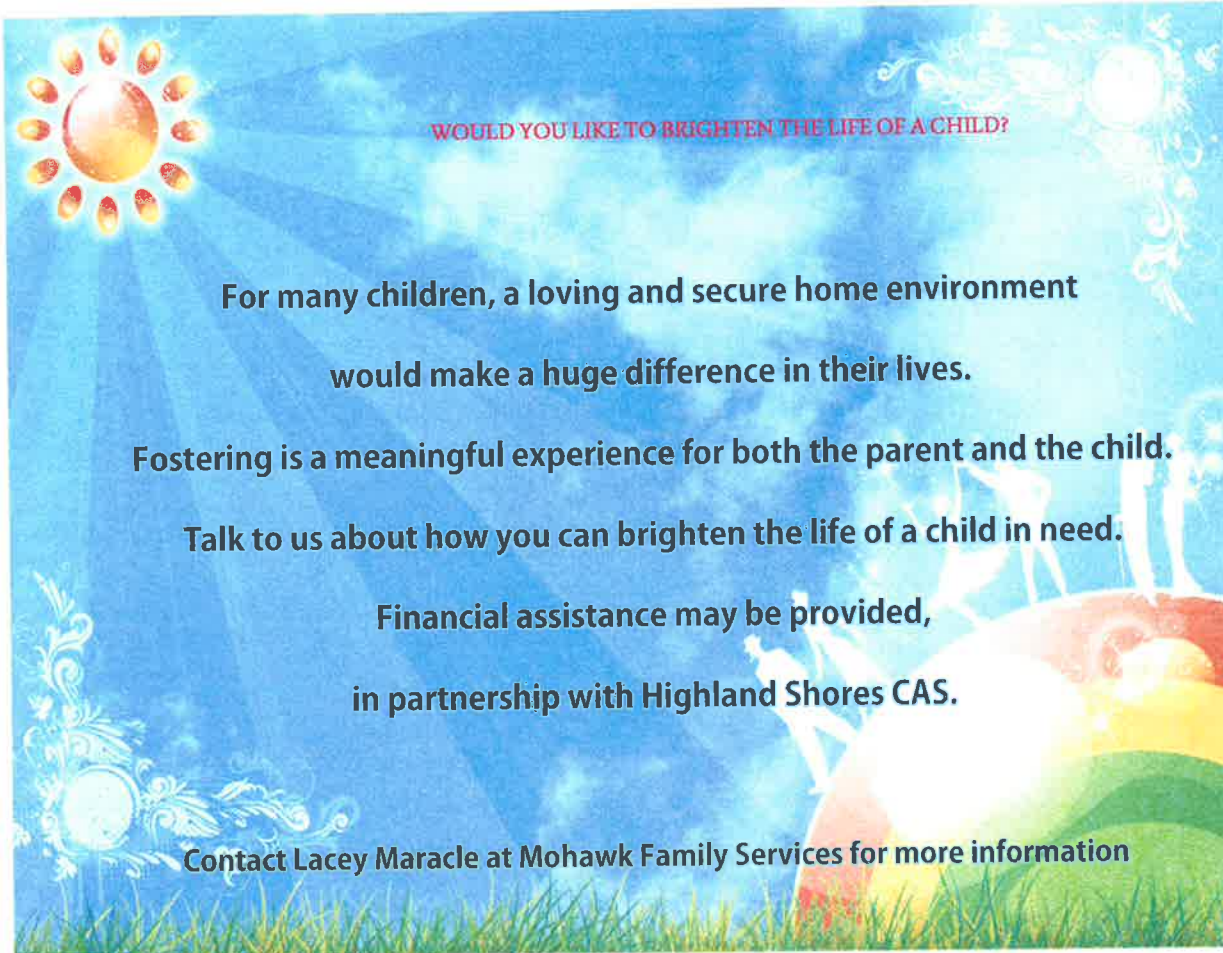 WOULD YOU LIKE TO BRIGHTEN THE LIFE OF A CHILD?
For many children, a loving and secure home environment
would make a huge difference in their lives.
Fostering is a meaningful experience for both the parent and the child.
Talk to us about how you can brighten the life of a child in need.
Financial assistance may be provided,
in partnership with Highland Shores CAS.
Contact Lacey Maracle at Mohawk Family Services for more information